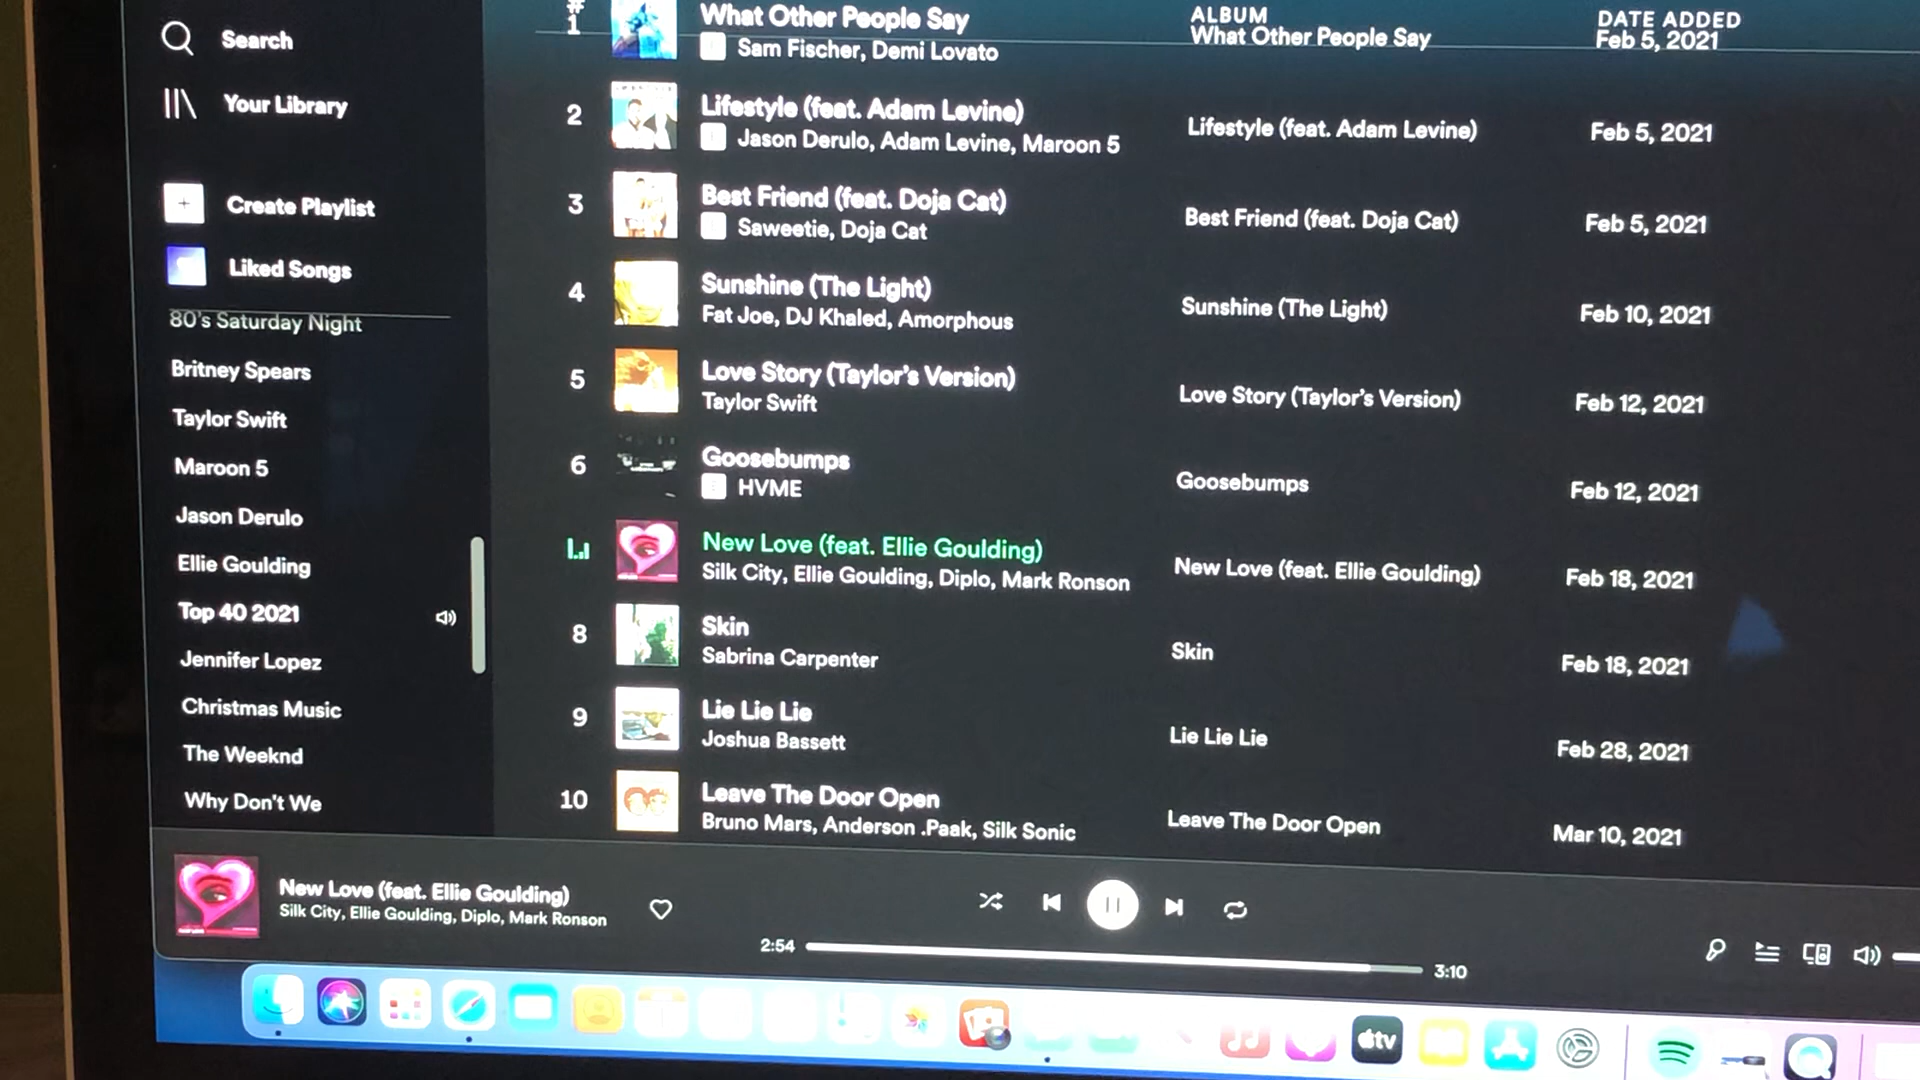 Search
Your Library
Create Playlist
Liked Songs
80's Saturday Night
Britney Spears
Taylor Swift
Maroon 5
Jason Derulo
Ellie Goulding
Top 40 2021
Jennifer Lopez
Christmas Music
The Weeknd
Why Don't We
# ALBUM DATE ADDED
1 What Other People Say What Other People Say Feb 5, 2021
Sam Fischer, Demi Lovato
2 Lifestyle (feat. Adam Levine) Lifestyle (feat. Adam Levine) Feb 5, 2021
Jason Derulo, Adam Levine, Maroon 5
3 Best Friend (feat. Doja Cat) Best Friend (feat. Doja Cat) Feb 5, 2021
Saweetie, Doja Cat
4 Sunshine (The Light) Sunshine (The Light) Feb 10, 2021
Fat Joe, DJ Khaled, Amorphous
5 Love Story (Taylor's Version) Love Story (Taylor's Version) Feb 12, 2021
Taylor Swift
6 Goosebumps Goosebumps Feb 12, 2021
HVME
New Love (feat. Ellie Goulding) New Love (feat. Ellie Goulding) Feb 18, 2021
Silk City, Ellie Goulding, Diplo, Mark Ronson
8 Skin Skin Feb 18, 2021
Sabrina Carpenter
9 Lie Lie Lie Lie Lie Lie Feb 28, 2021
Joshua Bassett
10 Leave The Door Open Leave The Door Open Mar 10, 2021
Bruno Mars, Anderson .Paak, Silk Sonic
New Love (feat. Ellie Goulding)
Silk City, Ellie Goulding, Diplo, Mark Ronson
2:54 3:10
tv